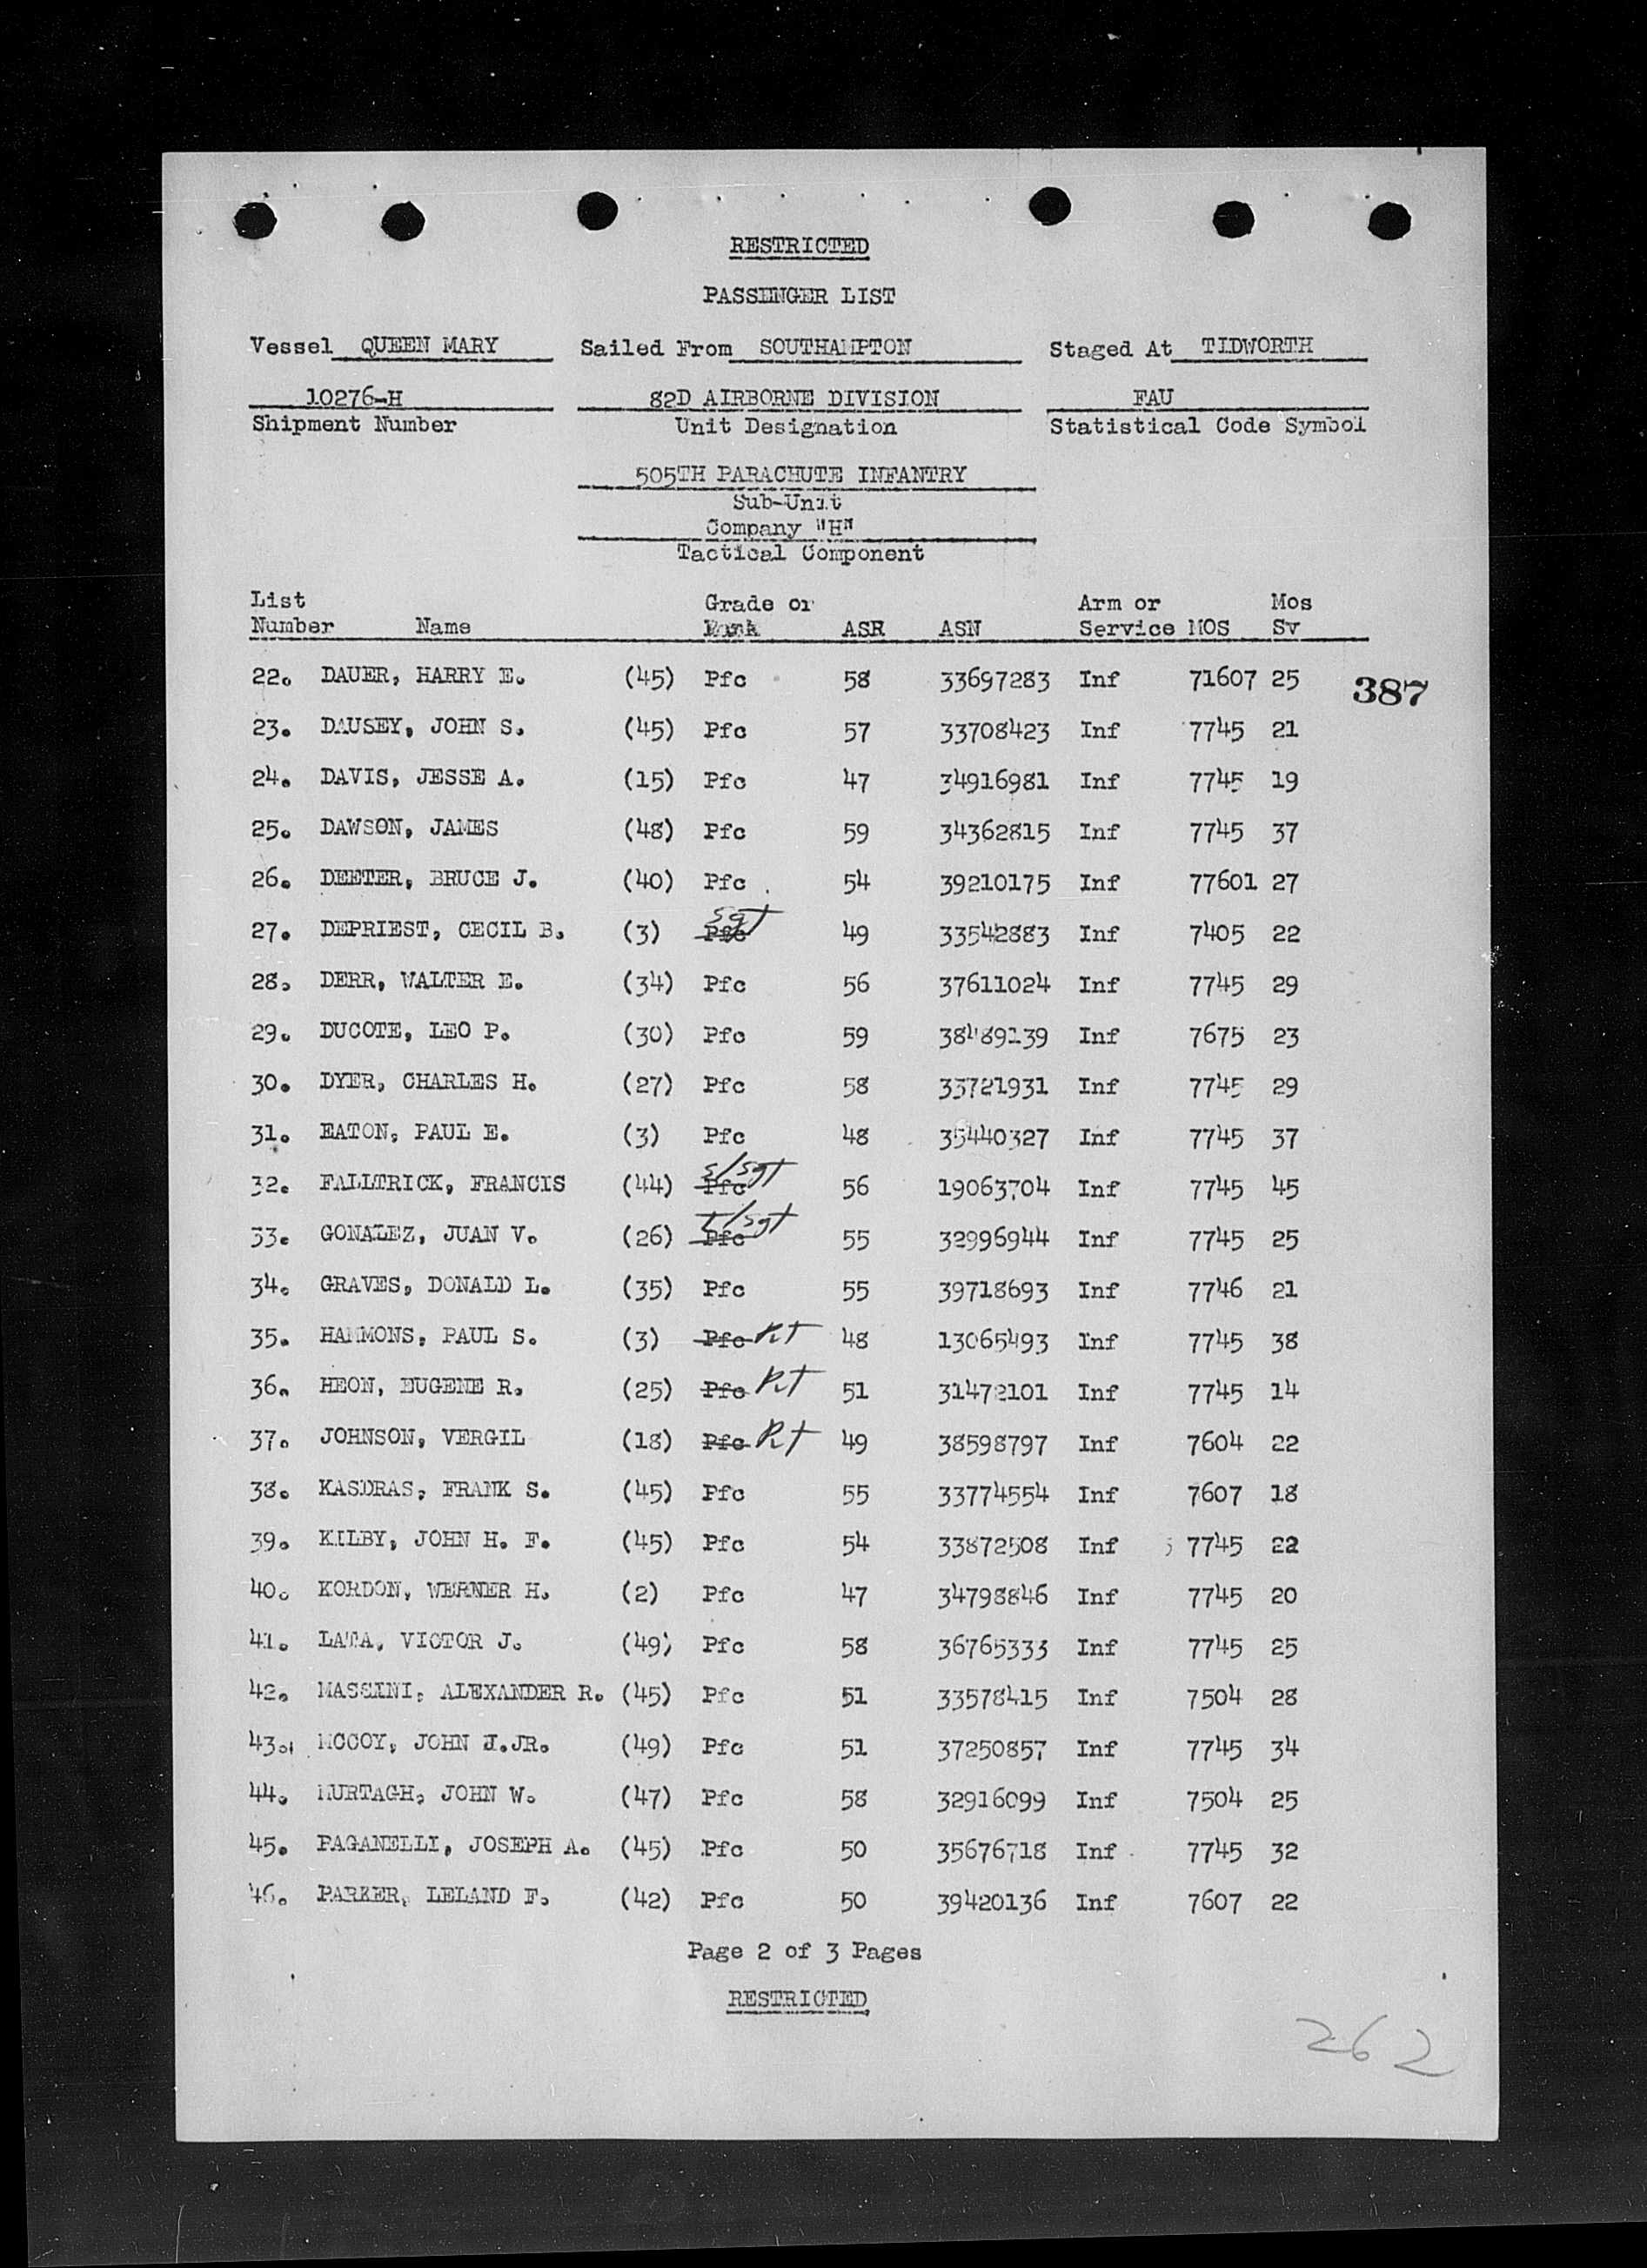 RESTRICTED
PASSENGER LIST
Vessel QUEEN MARY Sailed From SOUTHAMPTON Staged At TIDWORTH
10276-H 82D AIRBORNE DIVISION FAU
Shipment Number Unit Designation Statistical Code Symbol
505TH PARACHUTE INFANTRY
Sub-Unit
Company "H"
Tactical Component
List Grade or Arm or Mos
Number Name Rank ASR ASN Service MOS Sv
22. DAUER, HARRY E. (45) Pfc 58 33697283 Inf 71607 25 387
23. DAUSEY, JOHN S. (45) Pfc 57 33708423 Inf 7745 21
24. DAVIS, JESSE A. (15) Pfc 47 34916981 Inf 7745 19
25. DAWSON, JAMES (48) Pfc 59 34362815 Inf 7745 37
26. DEETER, BRUCE J. (40) Pfc 54 39210175 Inf 77601 27
27. DEPRIEST, CECIL B. (3) Pfc Sgt 49 33542883 Inf 7405 22
28. DERR, WALTER E. (34) Pfc 56 37611024 Inf 7745 29
29. DUCOTE, LEO P. (30) Pfc 59 38489139 Inf 7675 23
30. DYER, CHARLES H. (27) Pfc 58 33721931 Inf 7745 29
31. EATON, PAUL E. (3) Pfc 48 35440327 Inf 7745 37
32. FALLTRICK, FRANCIS (44) Pfc S/Sgt 56 19063704 Inf 7745 45
33. GONALEZ, JUAN V. (26) Pfc T/Sgt 55 32996944 Inf 7745 25
34. GRAVES, DONALD L. (35) Pfc 55 39718693 Inf 7746 21
35. HAMMONS, PAUL S. (3) Pfc Pvt 48 13065493 Inf 7745 38
36. HEON, EUGENE R. (25) Pfc Pvt 51 31472101 Inf 7745 14
37. JOHNSON, VERGIL (18) Pfc Pvt 49 38598797 Inf 7604 22
38. KASDRAS, FRANK S. (45) Pfc 55 33774554 Inf 7607 18
39. KILBY, JOHN H. F. (45) Pfc 54 33872508 Inf 7745 22
40. KORDON, WERNER H. (2) Pfc 47 34798846 Inf 7745 20
41. LATA, VICTOR J. (49) Pfc 58 36765333 Inf 7745 25
42. MASSINI, ALEXANDER R. (45) Pfc 51 33578415 Inf 7504 28
43. MCCOY, JOHN J.JR. (49) Pfc 51 37250857 Inf 7745 34
44. MURTAGH, JOHN W. (47) Pfc 58 32916099 Inf 7504 25
45. PAGANELLI, JOSEPH A. (45) Pfc 50 35676718 Inf 7745 32
46. PARKER, LELAND F. (42) Pfc 50 39420136 Inf 7607 22
Page 2 of 3 Pages
RESTRICTED
262